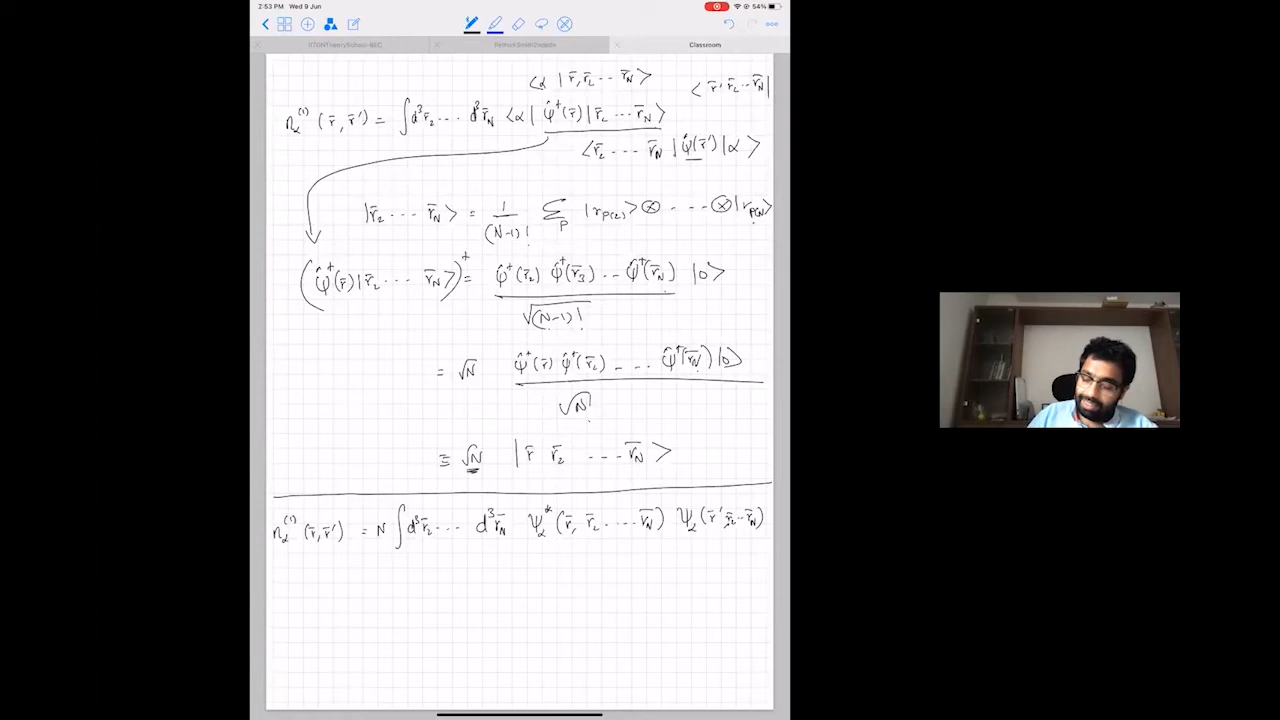 2:53 PM Wed 9 Jun 54%
Classroom
⟨α | r̄, r̄₂ ··· r̄_N⟩ ⟨r̄' r̄₂ ··· r̄_N|
n_α^(1) (r̄, r̄') = ∫d³r̄₂ ··· d³r̄_N ⟨α| ψ̂†(r̄) | r̄₂ ··· r̄_N⟩
⟨r̄₂ ··· r̄_N | ψ̂(r̄') | α⟩
|r̄₂ ··· r̄_N⟩ = 1/(N-1)! Σ_P |r_P(2)⟩ ⊗ ---- ⊗ |r_P(N)⟩
(ψ̂†(r̄) | r̄₂ ··· r̄_N⟩)† = ψ̂†(r̄₂) ψ̂†(r̄₃) ·· ψ̂†(r̄_N) / √(N-1)! |0⟩
= √N ψ̂†(r̄) ψ̂†(r̄₂) ---- ψ̂†(r̄_N) |0⟩ / √N!
≡ √N | r̄ r̄₂ --- r̄_N⟩
n_α^(1) (r̄, r̄') = N ∫d³r̄₂ ··· d³r̄_N Ψ_α* (r̄, r̄₂ ···· r̄_N) Ψ_α (r̄' r̄₂ ·· r̄_N)